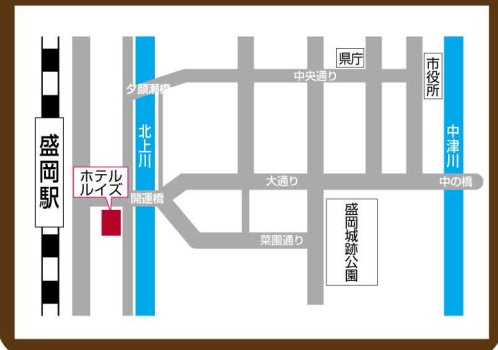 県庁
市役所
中央通り
夕顔瀬橋
北上川
中津川
盛岡駅
ホテル
ルイズ
開運橋
大通り
中の橋
菜園通り
盛岡城跡公園